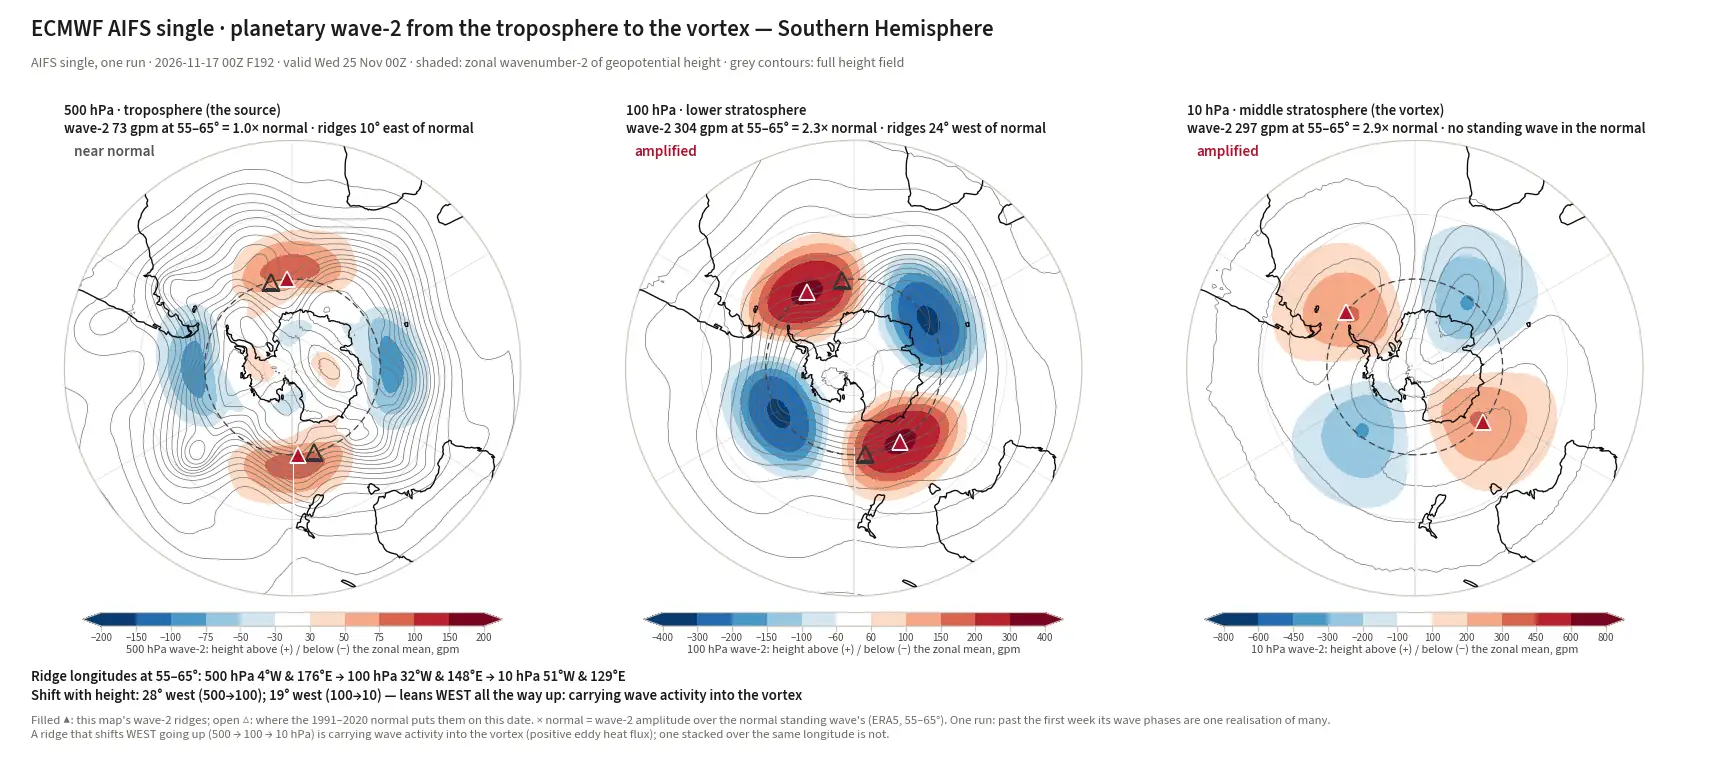 ECMWF AIFS single · planetary wave-2 from the troposphere to the vortex — Southern Hemisphere
AIFS single, one run · 2026-11-17 00Z F192 · valid Wed 25 Nov 00Z · shaded: zonal wavenumber-2 of geopotential height · grey contours: full height field
500 hPa · troposphere (the source)
wave-2 73 gpm at 55–65° = 1.0× normal · ridges 10° east of normal
near normal
100 hPa · lower stratosphere
wave-2 304 gpm at 55–65° = 2.3× normal · ridges 24° west of normal
amplified
10 hPa · middle stratosphere (the vortex)
wave-2 297 gpm at 55–65° = 2.9× normal · no standing wave in the normal
amplified
−200 −150 −100 −75 −50 −30 30 50 75 100 150 200
500 hPa wave-2: height above (+) / below (−) the zonal mean, gpm
−400 −300 −200 −150 −100 −60 60 100 150 200 300 400
100 hPa wave-2: height above (+) / below (−) the zonal mean, gpm
−800 −600 −450 −300 −200 −100 100 200 300 450 600 800
10 hPa wave-2: height above (+) / below (−) the zonal mean, gpm
Ridge longitudes at 55–65°: 500 hPa 4°W & 176°E → 100 hPa 32°W & 148°E → 10 hPa 51°W & 129°E
Shift with height: 28° west (500→100); 19° west (100→10) — leans WEST all the way up: carrying wave activity into the vortex
Filled ▲: this map's wave-2 ridges; open △: where the 1991–2020 normal puts them on this date. × normal = wave-2 amplitude over the normal standing wave's (ERA5, 55–65°). One run: past the first week its wave phases are one realisation of many.
A ridge that shifts WEST going up (500 → 100 → 10 hPa) is carrying wave activity into the vortex (positive eddy heat flux); one stacked over the same longitude is not.